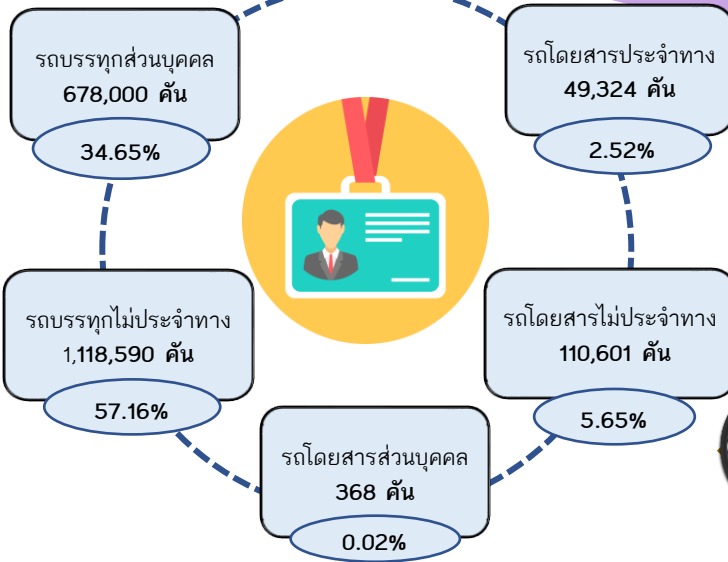 รถบรรทุกส่วนบุคคล
678,000 คัน
34.65%
รถโดยสารประจำทาง
49,324 คัน
2.52%
รถบรรทุกไม่ประจำทาง
1,118,590 คัน
57.16%
รถโดยสารไม่ประจำทาง
110,601 คัน
5.65%
รถโดยสารส่วนบุคคล
368 คัน
0.02%